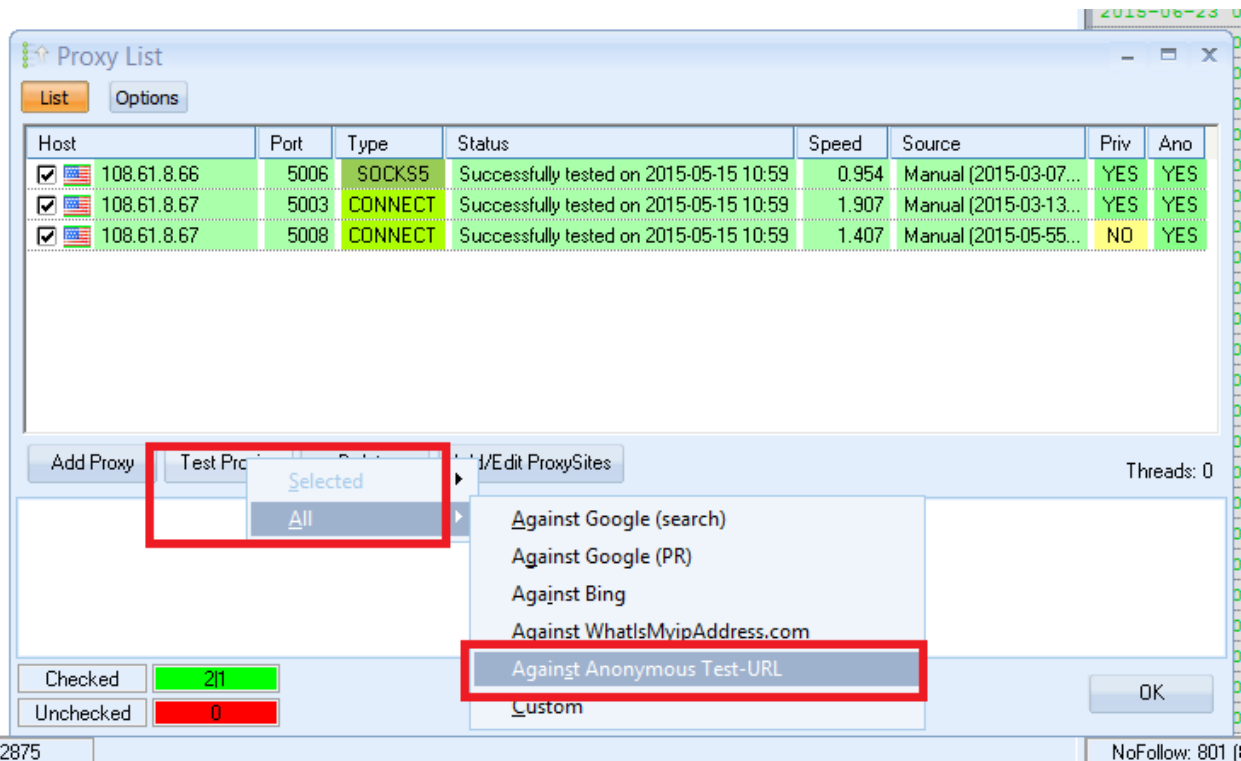 2015-06-23 0
Proxy List
List Options
Host Port Type Status Speed Source Priv Ano
108.61.8.66 5006 SOCKS5 Successfully tested on 2015-05-15 10:59 0.954 Manual (2015-03-07... YES YES
108.61.8.67 5003 CONNECT Successfully tested on 2015-05-15 10:59 1.907 Manual (2015-03-13... YES YES
108.61.8.67 5008 CONNECT Successfully tested on 2015-05-15 10:59 1.407 Manual (2015-05-55... NO YES
Add Proxy Test Pro /Edit ProxySites Threads: 0
Selected
All
Against Google (search)
Against Google (PR)
Against Bing
Against WhatIsMyipAddress.com
Against Anonymous Test-URL
Custom
Checked 2|1
Unchecked 0
OK
2875 NoFollow: 801 (